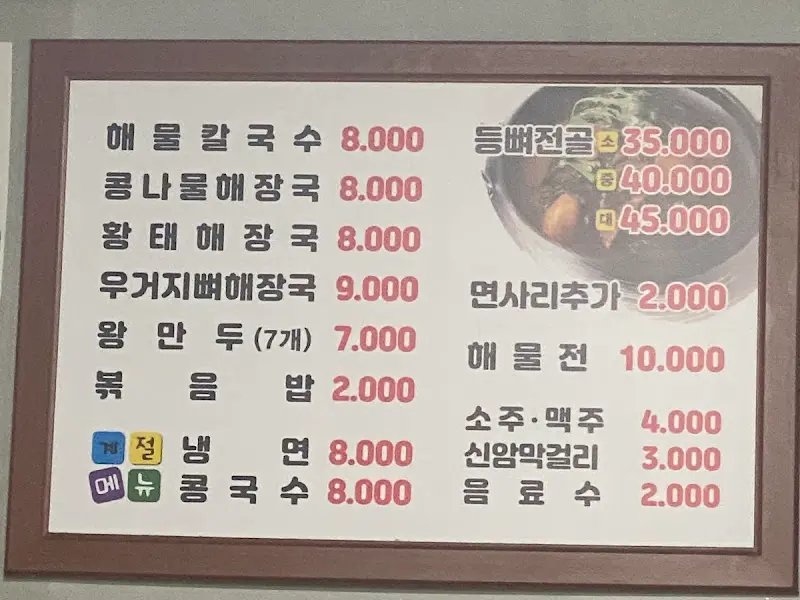 해물칼국수 8.000
콩나물해장국 8.000
황태해장국 8.000
우거지뼈해장국 9.000
왕만두(7개) 7.000
볶음밥 2.000
계절
메뉴
냉면 8.000
콩국수 8.000
등뼈전골 소 35.000
중 40.000
대 45.000
면사리추가 2.000
해물전 10.000
소주·맥주 4.000
신암막걸리 3.000
음료수 2.000